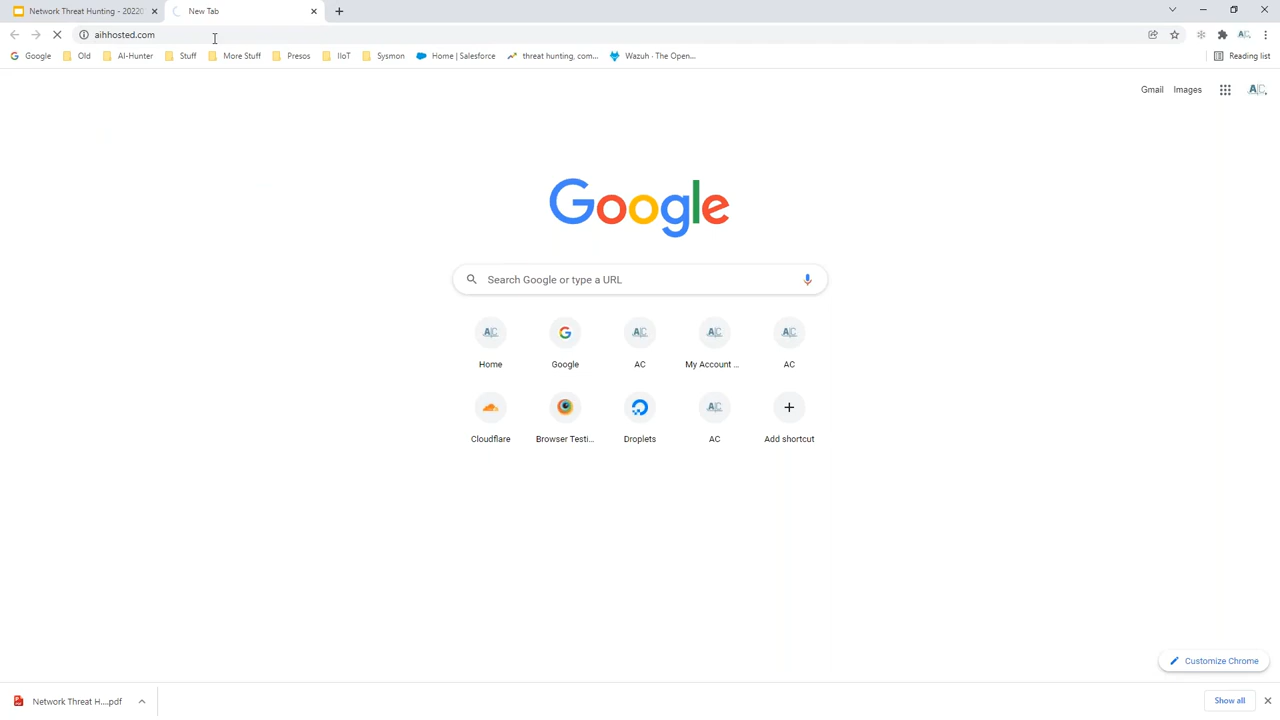 Network Threat Hunting - 20220
New Tab
aihhosted.com
Google
Old
AI-Hunter
Stuff
More Stuff
Presos
IIoT
Sysmon
Home | Salesforce
threat hunting, com...
Wazuh · The Open...
Reading list
Gmail
Images
AC
Google
Search Google or type a URL
Home
Google
AC
My Account ...
AC
Cloudflare
Browser Testi...
Droplets
AC
Add shortcut
Customize Chrome
Network Threat H....pdf
Show all